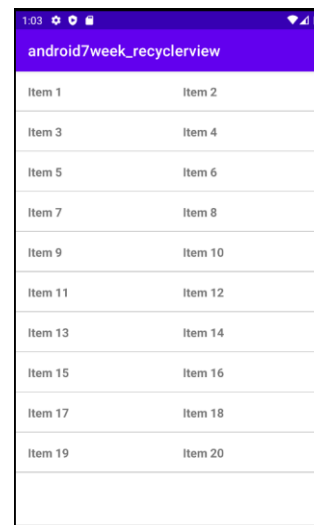 1:03
android7week_recyclerview
Item 1 Item 2
Item 3 Item 4
Item 5 Item 6
Item 7 Item 8
Item 9 Item 10
Item 11 Item 12
Item 13 Item 14
Item 15 Item 16
Item 17 Item 18
Item 19 Item 20